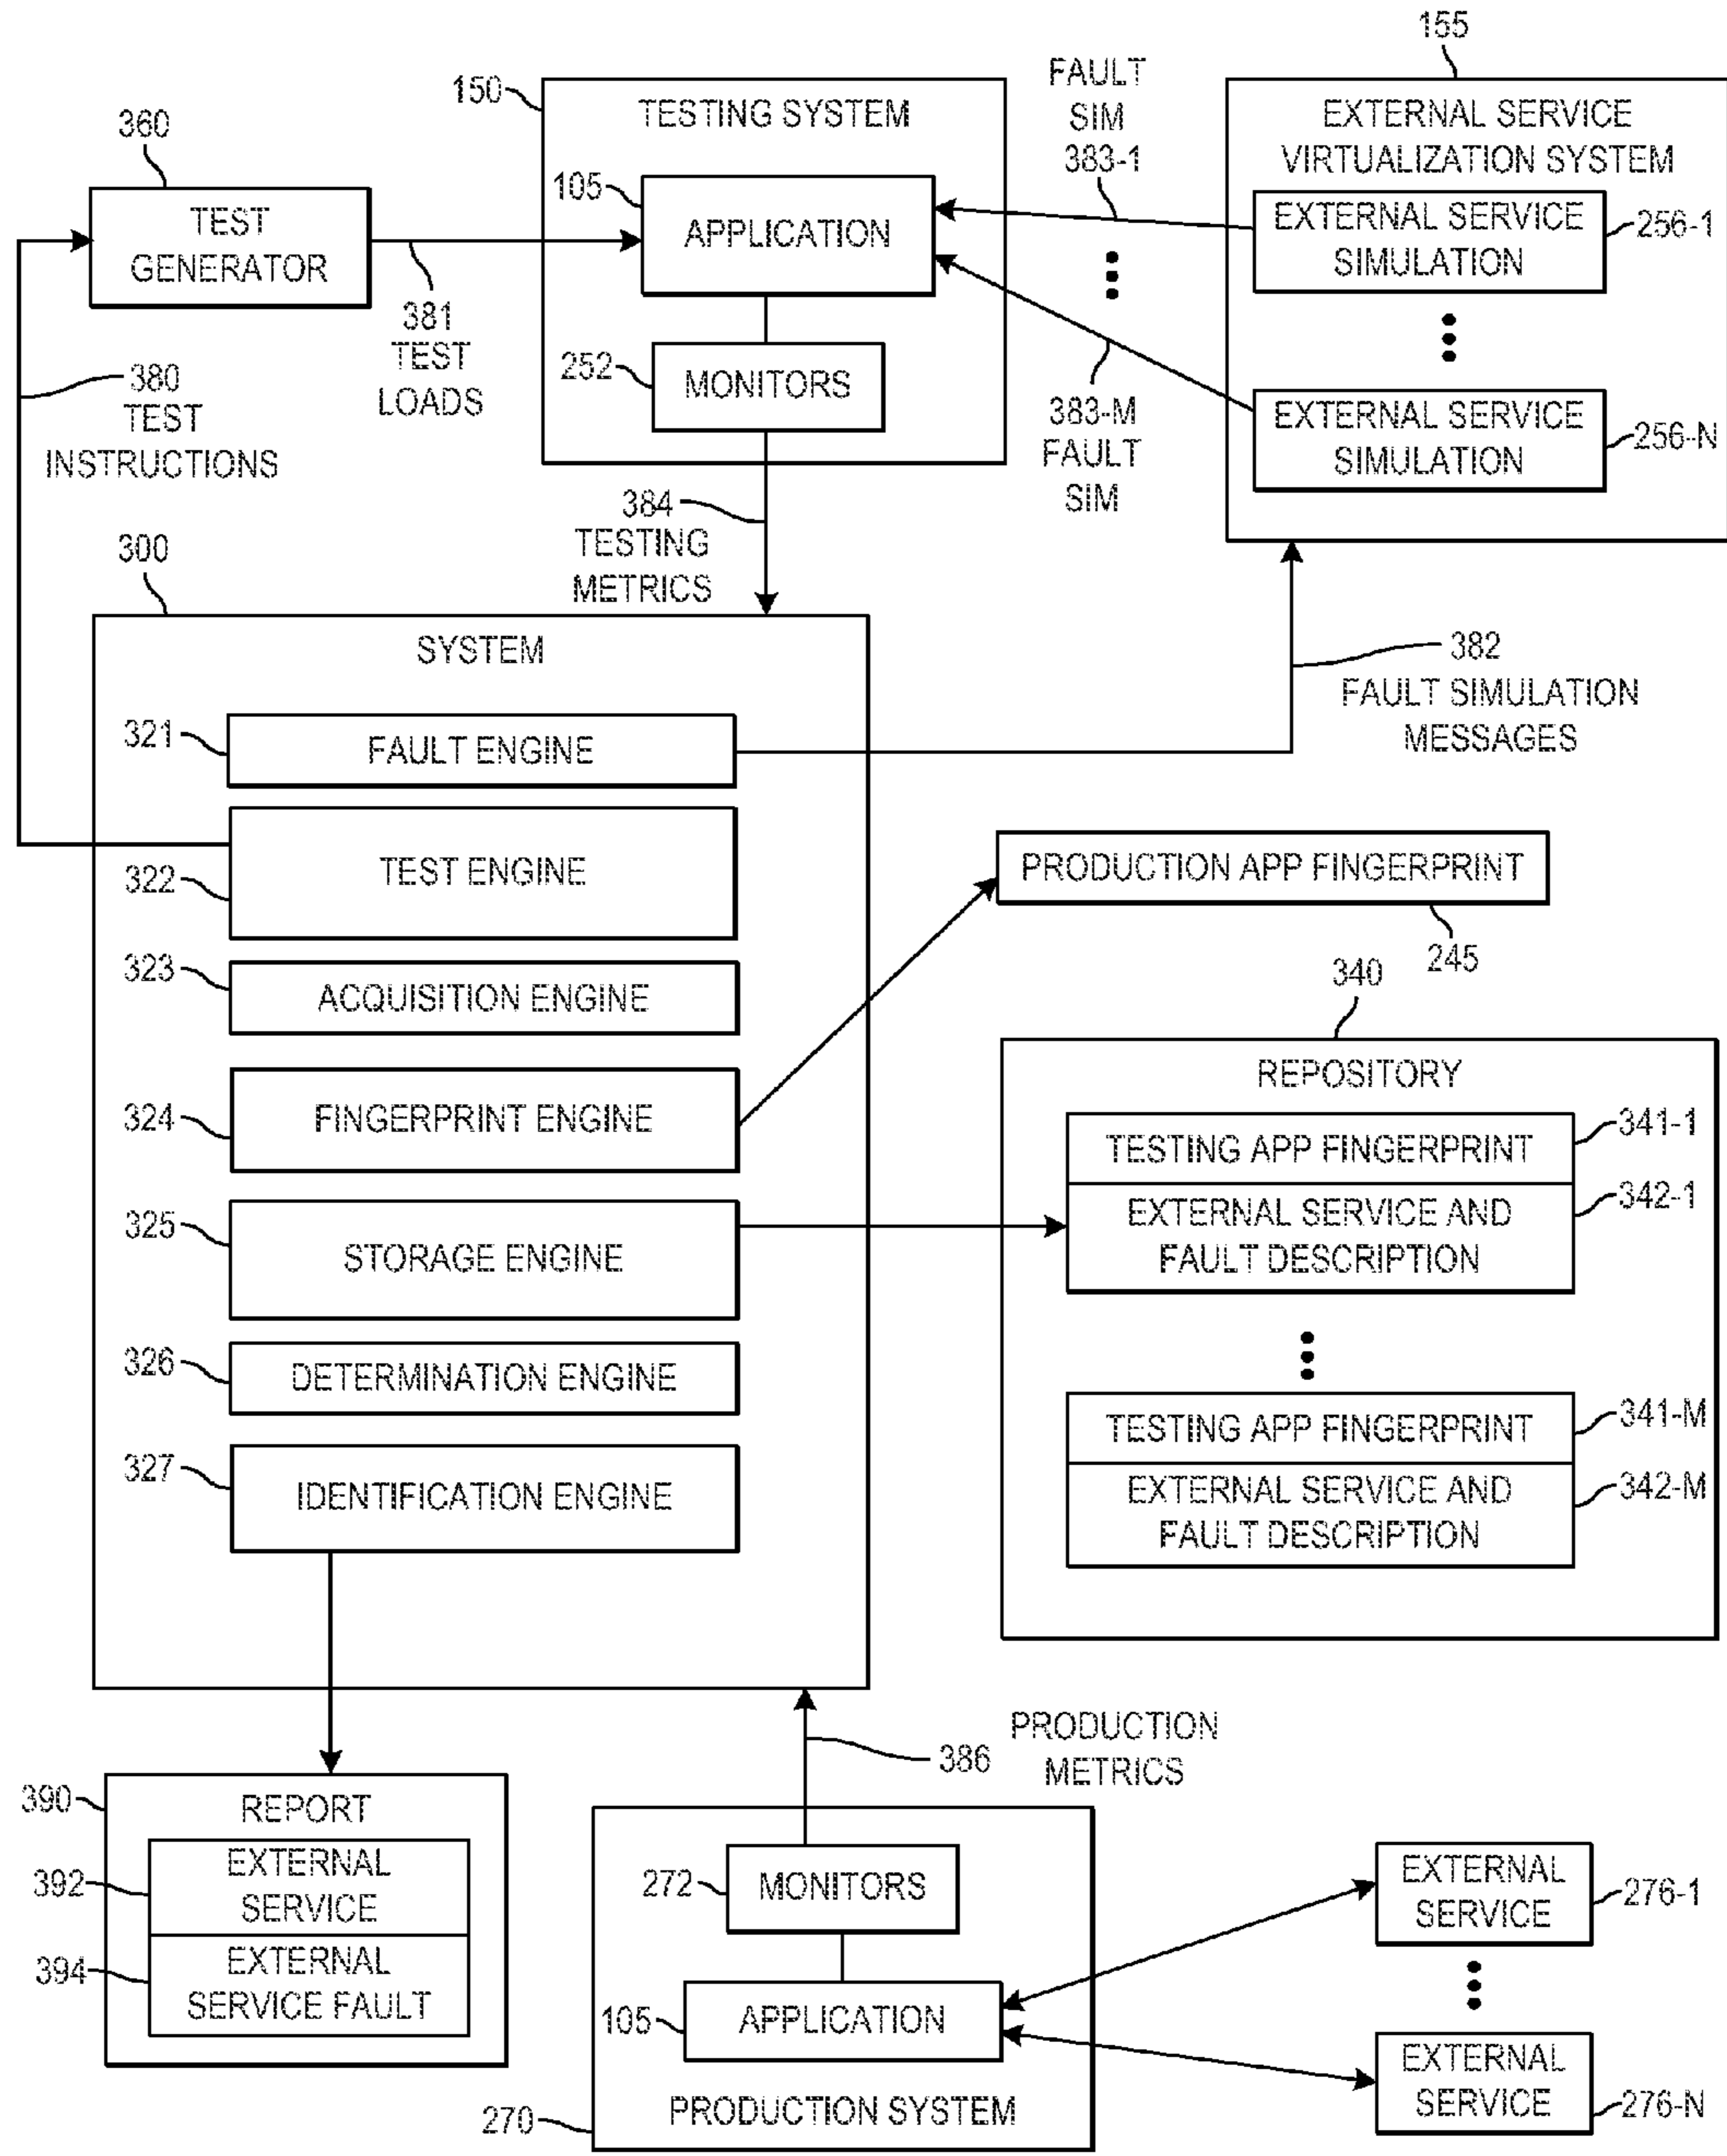 155
FAULT
SIM
383-1
150
TESTING SYSTEM
EXTERNAL SERVICE
VIRTUALIZATION SYSTEM
360
105
APPLICATION
EXTERNAL SERVICE
SIMULATION
256-1
TEST
GENERATOR
381
TEST
LOADS
252
MONITORS
380
TEST
INSTRUCTIONS
383-M
FAULT
SIM
EXTERNAL SERVICE
SIMULATION
256-N
384
TESTING
METRICS
300
SYSTEM
382
FAULT SIMULATION
MESSAGES
321
FAULT ENGINE
322
TEST ENGINE
PRODUCTION APP FINGERPRINT
245
323
ACQUISITION ENGINE
340
REPOSITORY
324
FINGERPRINT ENGINE
TESTING APP FINGERPRINT
341-1
EXTERNAL SERVICE AND
FAULT DESCRIPTION
342-1
325
STORAGE ENGINE
326
DETERMINATION ENGINE
TESTING APP FINGERPRINT
341-M
EXTERNAL SERVICE AND
FAULT DESCRIPTION
342-M
327
IDENTIFICATION ENGINE
386
PRODUCTION
METRICS
390
REPORT
392
EXTERNAL
SERVICE
394
EXTERNAL
SERVICE FAULT
272
MONITORS
105
APPLICATION
270
PRODUCTION SYSTEM
EXTERNAL
SERVICE
276-1
EXTERNAL
SERVICE
276-N